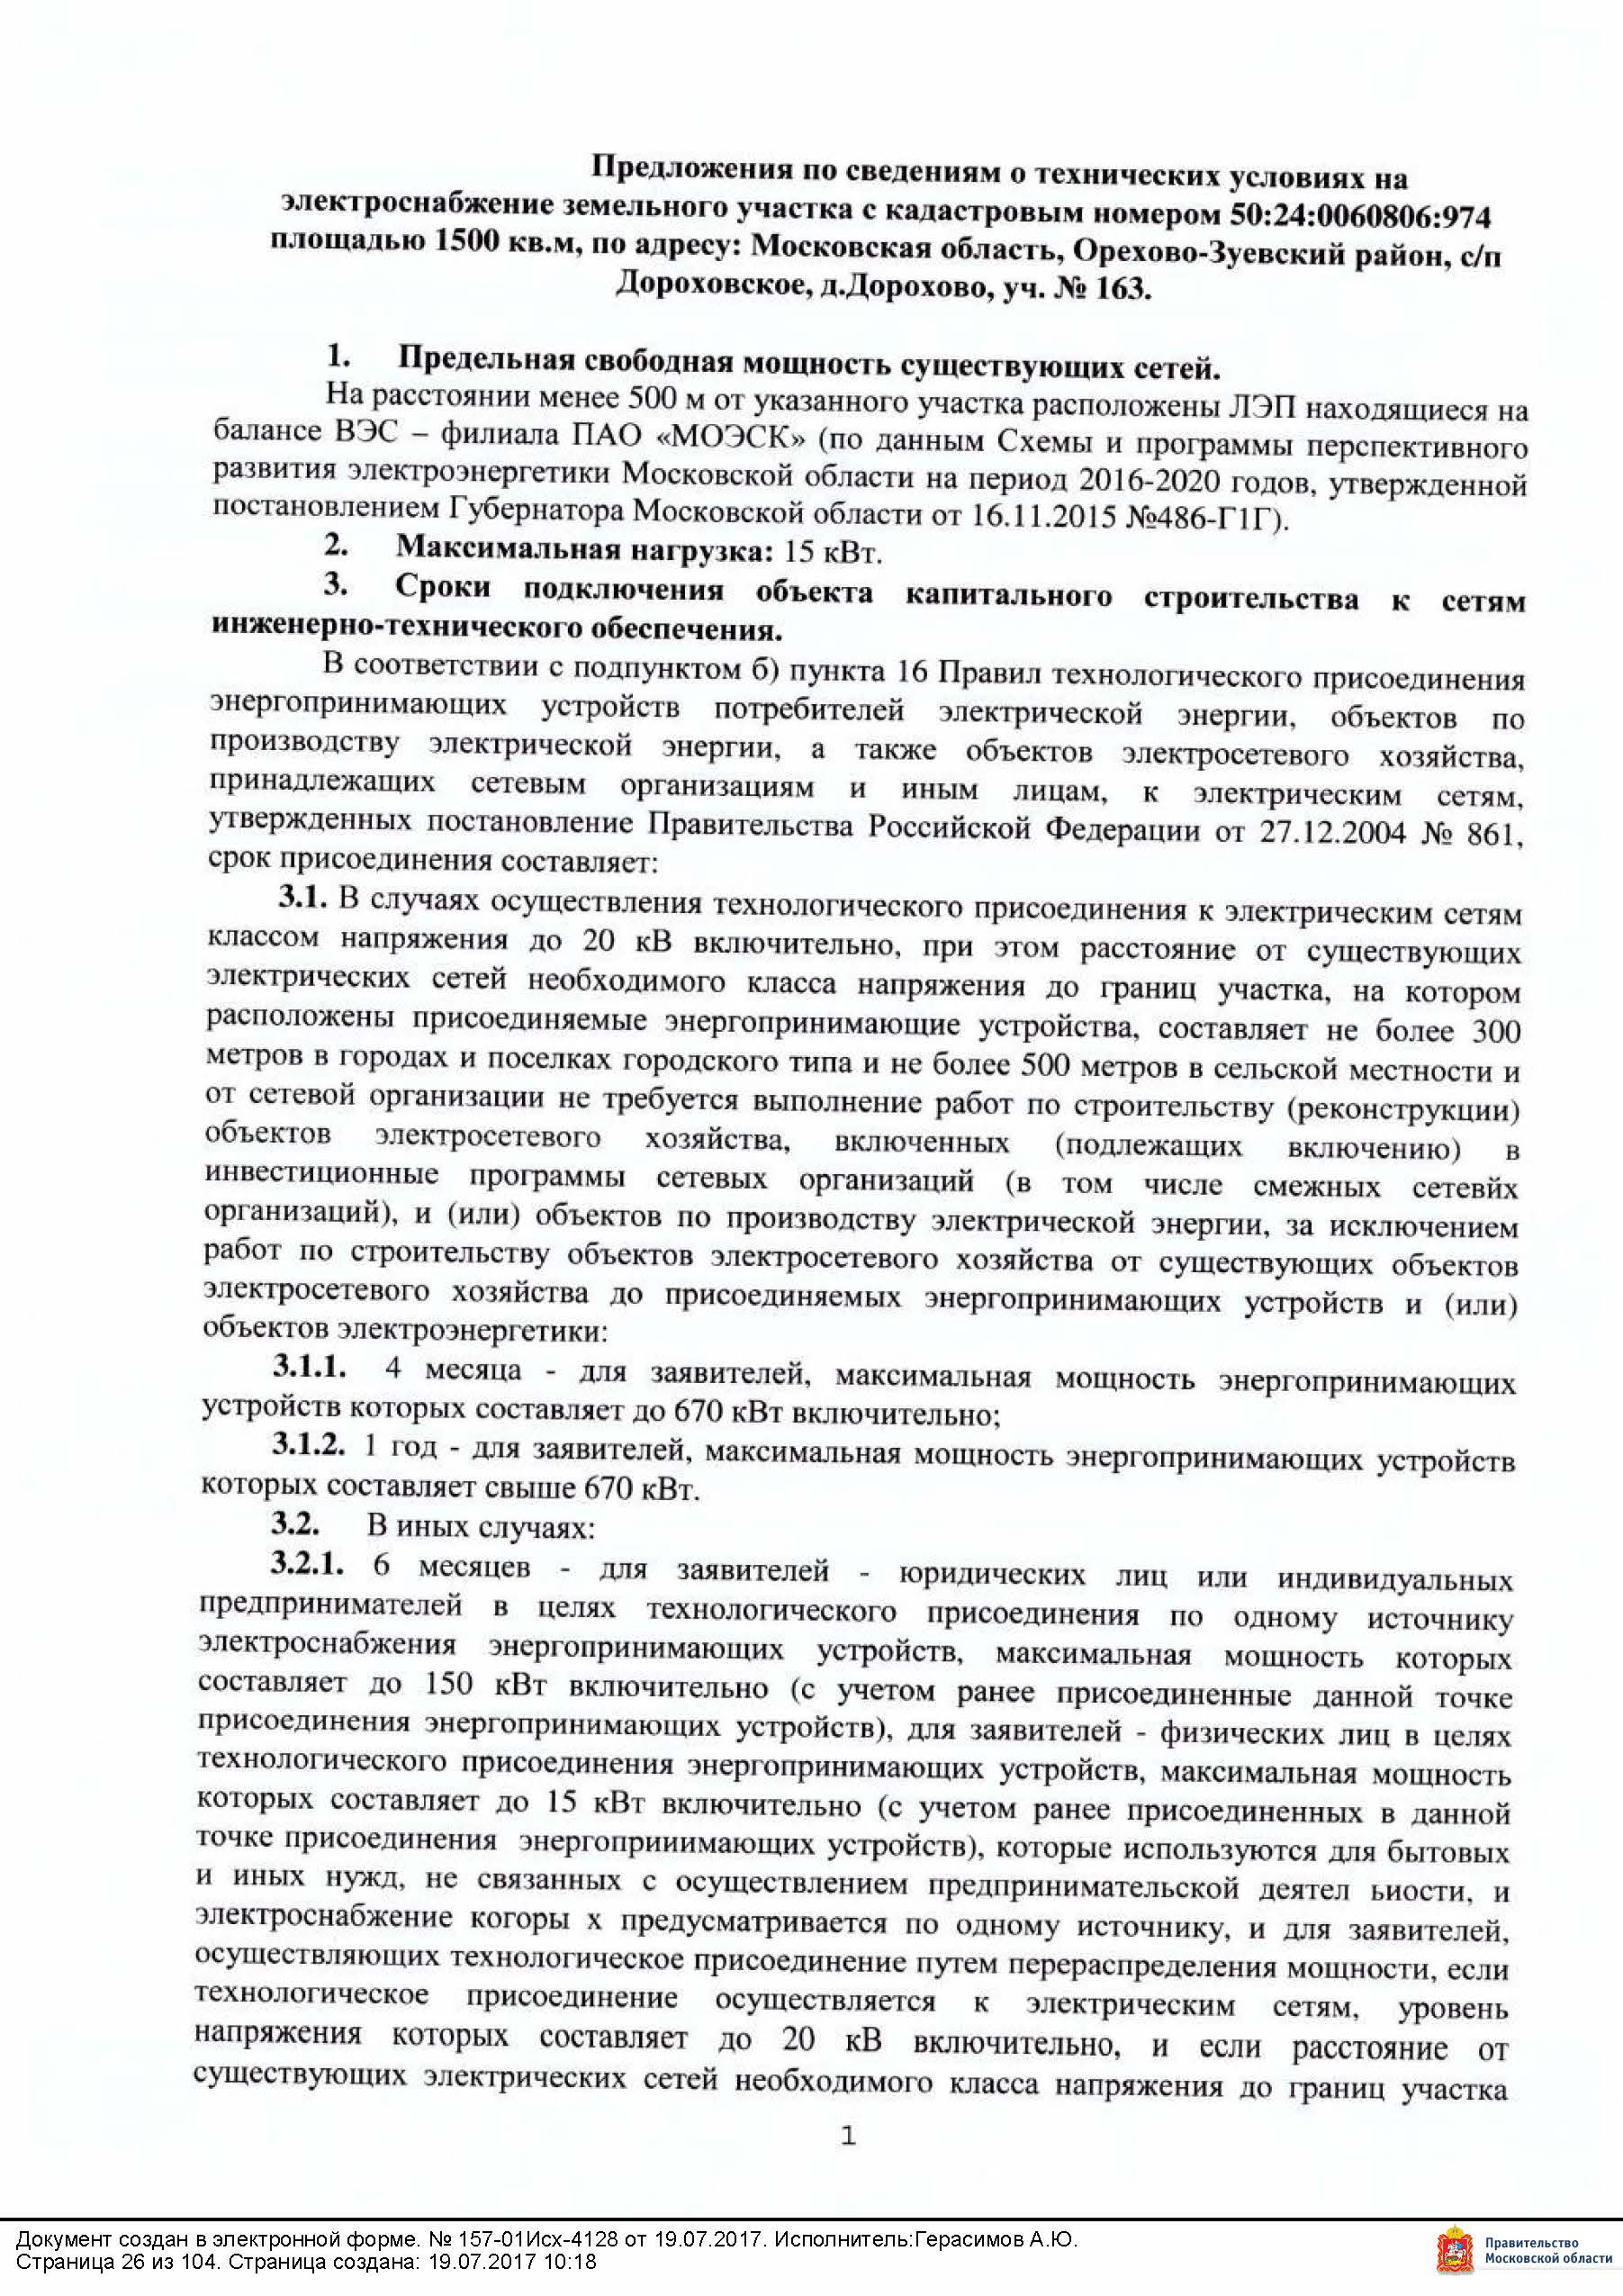 Предложения по сведениям о технических условиях на
электроснабжение земельного участка с кадастровым номером 50:24:0060806:974
площадью 1500 кв.м, по адресу: Московская область, Орехово-Зуевский район, с/п
Дороховское, д.Дорохово, уч. № 163.
1. Предельная свободная мощность существующих сетей.
На расстоянии менее 500 м от указанного участка расположены ЛЭП находящиеся на
балансе ВЭС – филиала ПАО «МОЭСК» (по данным Схемы и программы перспективного
развития электроэнергетики Московской области на период 2016-2020 годов, утвержденной
постановлением Губернатора Московской области от 16.11.2015 №486-Г1Г).
2. Максимальная нагрузка: 15 кВт.
3. Сроки подключения объекта капитального строительства к сетям
инженерно-технического обеспечения.
В соответствии с подпунктом б) пункта 16 Правил технологического присоединения
энергопринимающих устройств потребителей электрической энергии, объектов по
производству электрической энергии, а также объектов электросетевого хозяйства,
принадлежащих сетевым организациям и иным лицам, к электрическим сетям,
утвержденных постановление Правительства Российской Федерации от 27.12.2004 № 861,
срок присоединения составляет:
3.1. В случаях осуществления технологического присоединения к электрическим сетям
классом напряжения до 20 кВ включительно, при этом расстояние от существующих
электрических сетей необходимого класса напряжения до границ участка, на котором
расположены присоединяемые энергопринимающие устройства, составляет не более 300
метров в городах и поселках городского типа и не более 500 метров в сельской местности и
от сетевой организации не требуется выполнение работ по строительству (реконструкции)
объектов электросетевого хозяйства, включенных (подлежащих включению) в
инвестиционные программы сетевых организаций (в том числе смежных сетевйх
организаций), и (или) объектов по производству электрической энергии, за исключением
работ по строительству объектов электросетевого хозяйства от существующих объектов
электросетевого хозяйства до присоединяемых энергопринимающих устройств и (или)
объектов электроэнергетики:
3.1.1. 4 месяца - для заявителей, максимальная мощность энергопринимающих
устройств которых составляет до 670 кВт включительно;
3.1.2. 1 год - для заявителей, максимальная мощность энергопринимающих устройств
которых составляет свыше 670 кВт.
3.2. В иных случаях:
3.2.1. 6 месяцев - для заявителей - юридических лиц или индивидуальных
предпринимателей в целях технологического присоединения по одному источнику
электроснабжения энергопринимающих устройств, максимальная мощность которых
составляет до 150 кВт включительно (с учетом ранее присоединенные данной точке
присоединения энергопринимающих устройств), для заявителей - физических лиц в целях
технологического присоединения энергопринимающих устройств, максимальная мощность
которых составляет до 15 кВт включительно (с учетом ранее присоединенных в данной
точке присоединения энергоприиимающих устройств), которые используются для бытовых
и иных нужд, не связанных с осуществлением предпринимательской деятел ьиости, и
электроснабжение когоры х предусматривается по одному источнику, и для заявителей,
осуществляющих технологическое присоединение путем перераспределения мощности, если
технологическое присоединение осуществляется к электрическим сетям, уровень
напряжения которых составляет до 20 кВ включительно, и если расстояние от
существующих электрических сетей необходимого класса напряжения до границ участка
1
Документ создан в электронной форме. № 157-01Исх-4128 от 19.07.2017. Исполнитель:Герасимов А.Ю.
Страница 26 из 104. Страница создана: 19.07.2017 10:18
Правительство
Московской области